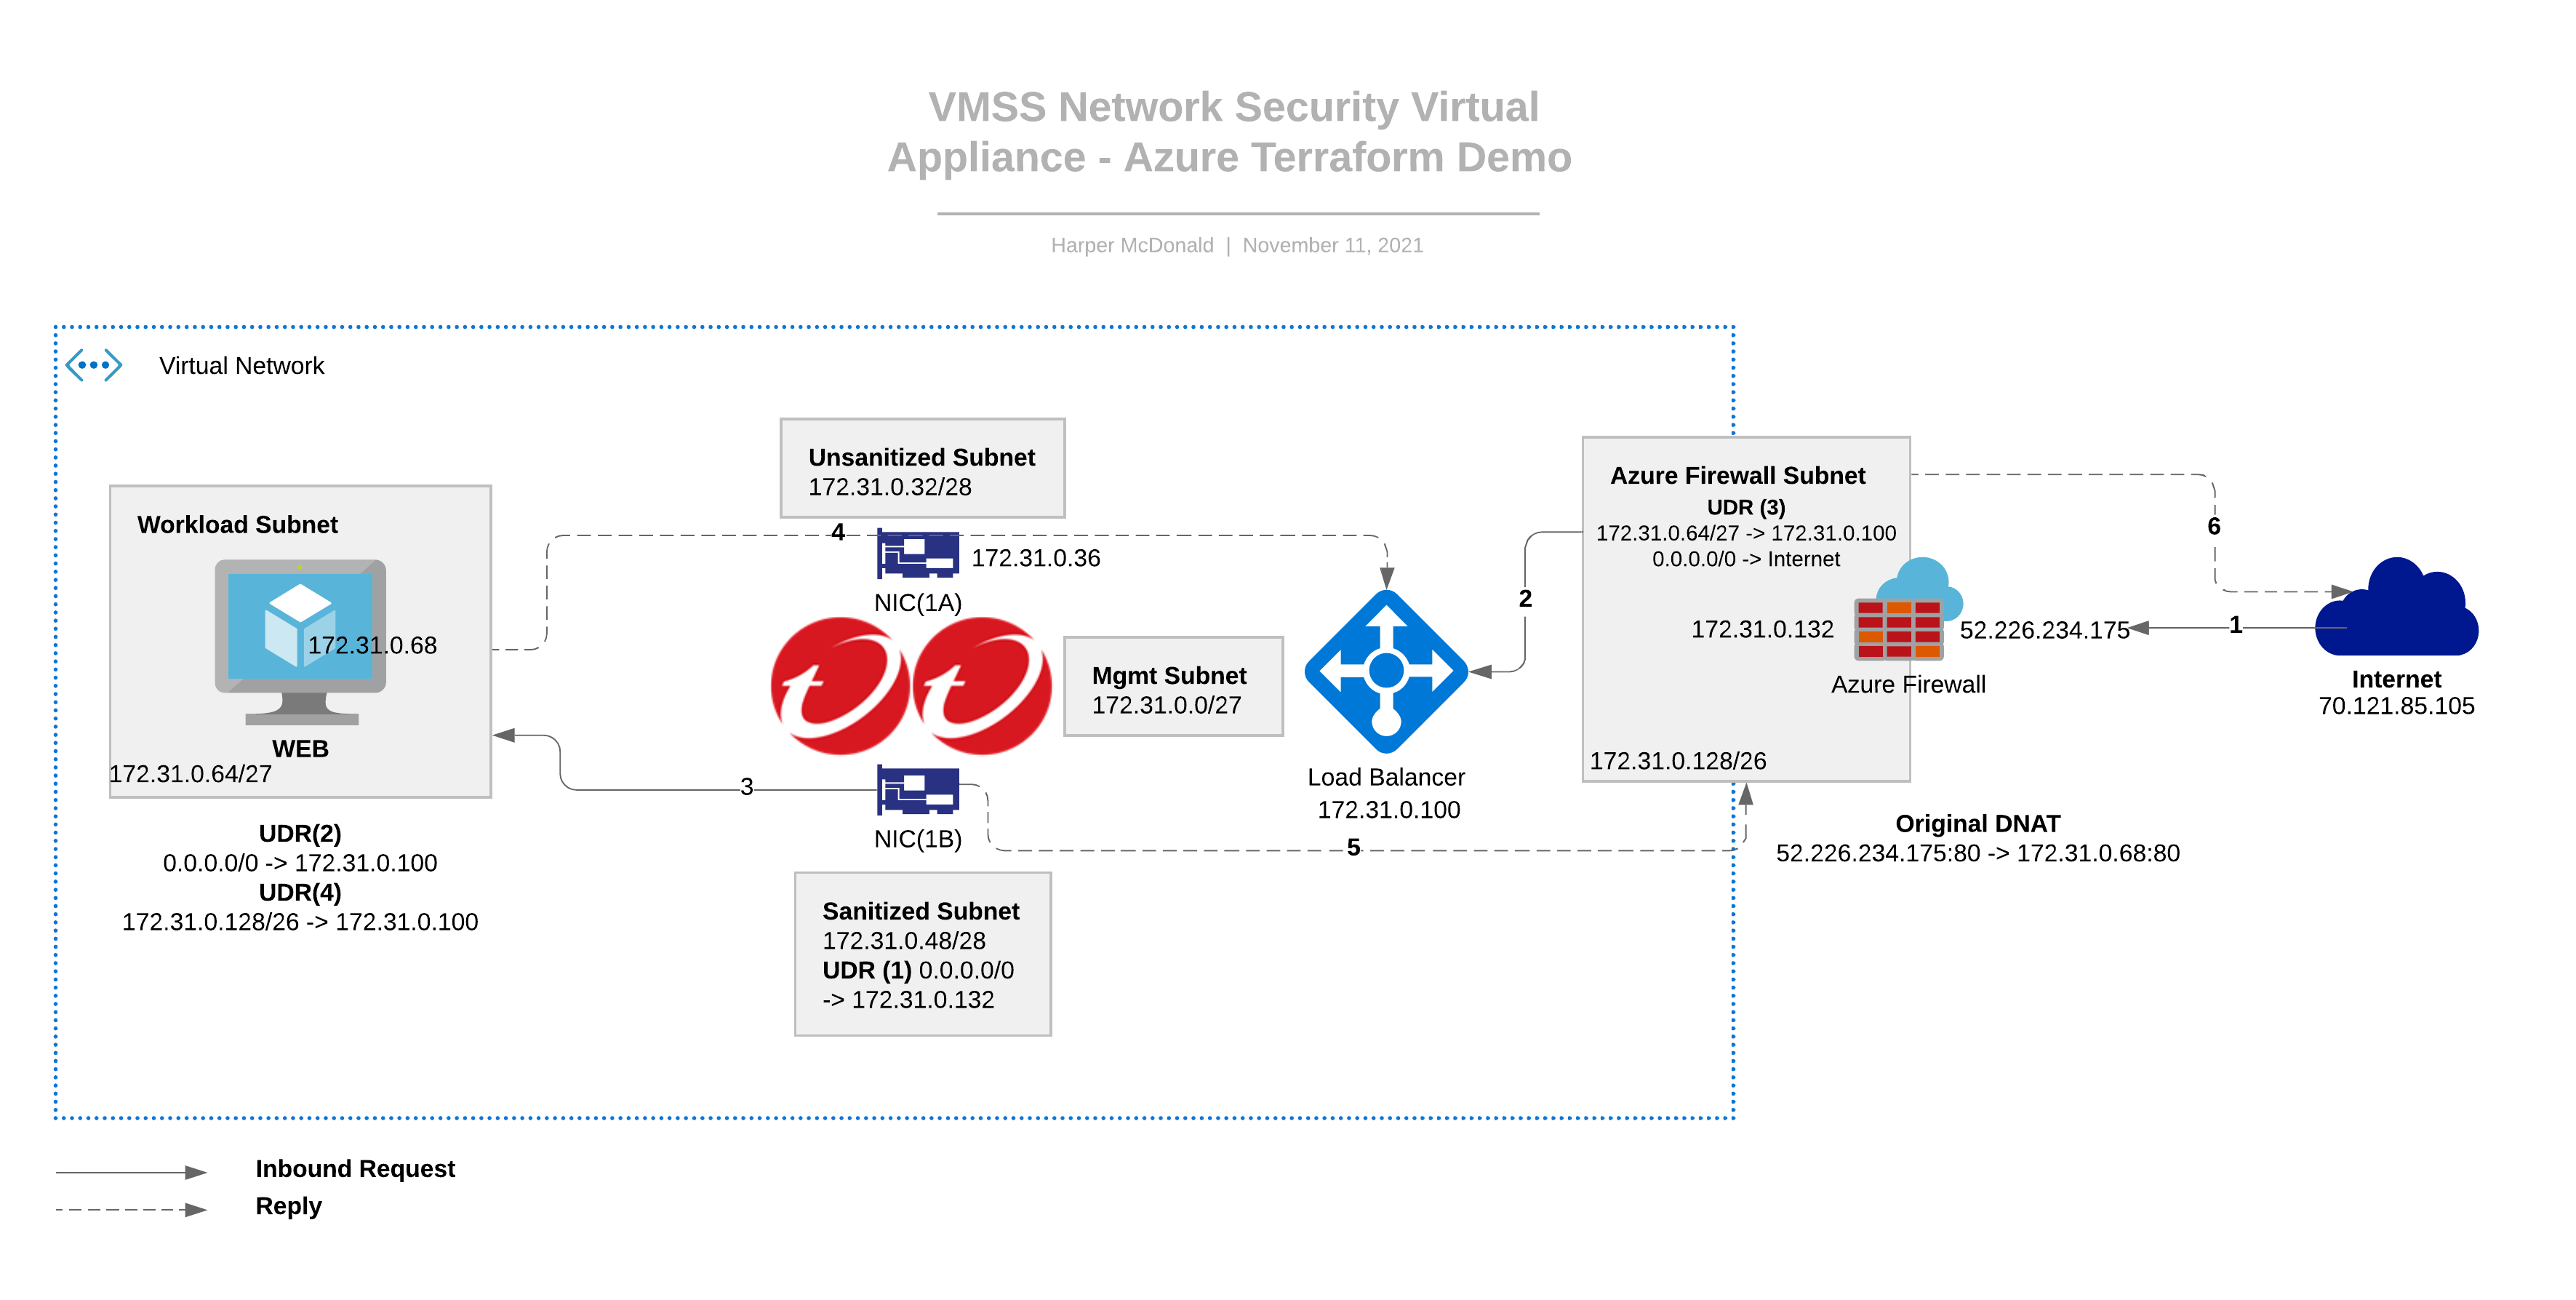 VMSS Network Security Virtual
Appliance - Azure Terraform Demo
Harper McDonald | November 11, 2021
Virtual Network
Unsanitized Subnet
172.31.0.32/28
Workload Subnet
172.31.0.68
WEB
172.31.0.64/27
UDR(2)
0.0.0.0/0 -> 172.31.0.100
UDR(4)
172.31.0.128/26 -> 172.31.0.100
4
172.31.0.36
NIC(1A)
t t
Mgmt Subnet
172.31.0.0/27
3
NIC(1B)
Sanitized Subnet
172.31.0.48/28
UDR (1) 0.0.0.0/0
-> 172.31.0.132
Load Balancer
172.31.0.100
5
2
Azure Firewall Subnet
UDR (3)
172.31.0.64/27 -> 172.31.0.100
0.0.0.0/0 -> Internet
172.31.0.132
52.226.234.175
Azure Firewall
172.31.0.128/26
Original DNAT
52.226.234.175:80 -> 172.31.0.68:80
6
1
Internet
70.121.85.105
Inbound Request
Reply